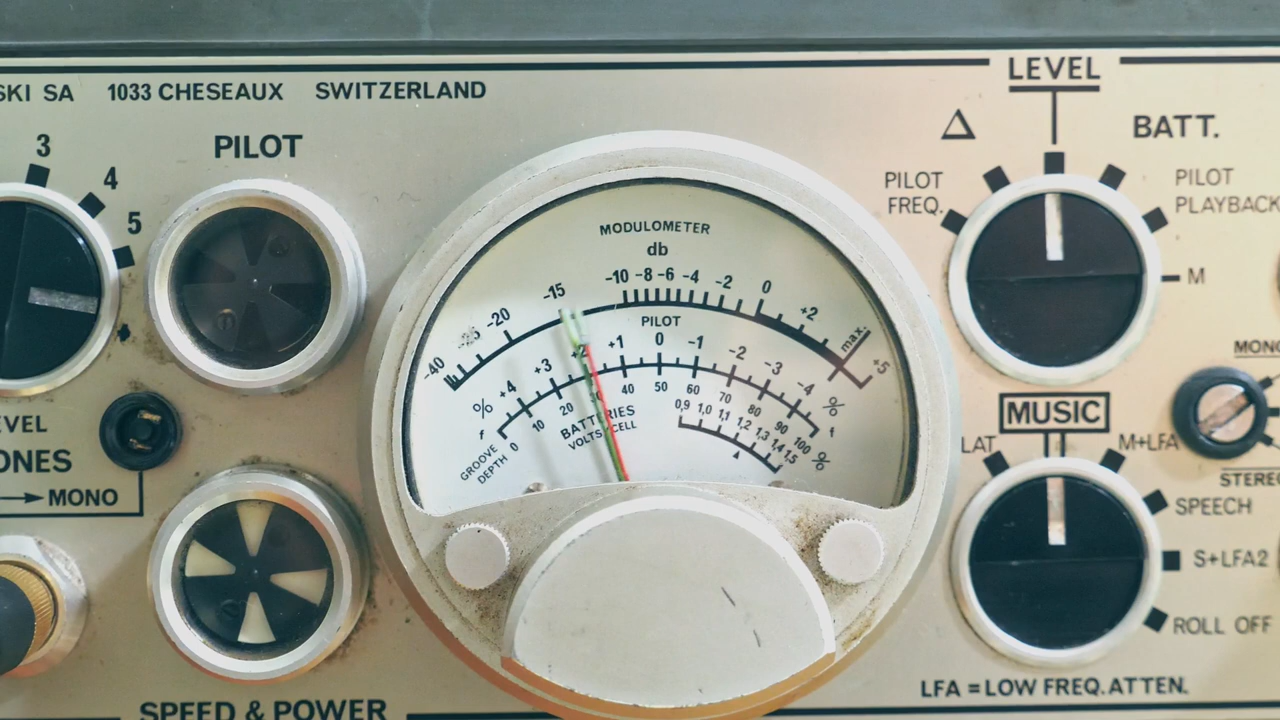 SKI SA 1033 CHESEAUX SWITZERLAND
LEVEL
3
4
5
PILOT
Δ
BATT.
PILOT
FREQ.
PILOT
PLAYBACK
M
MODULOMETER
db
-40 -25 -20 -15 -10 -8 -6 -4 -2 0 +2 max. +5
PILOT
% +4 +3 +2 +1 0 -1 -2 -3 -4 %
f f
0 10 20 30 40 50 60 70 80 90 100
GROOVE
DEPTH
BATTERIES
VOLTS/CELL
0,9 1,0 1,1 1,2 1,3 1,4 1,5 %
EVEL
ONES
MONO
MONO
STEREO
MUSIC
LAT
M+LFA
SPEECH
S+LFA2
ROLL OFF
LFA = LOW FREQ. ATTEN.
SPEED & POWER